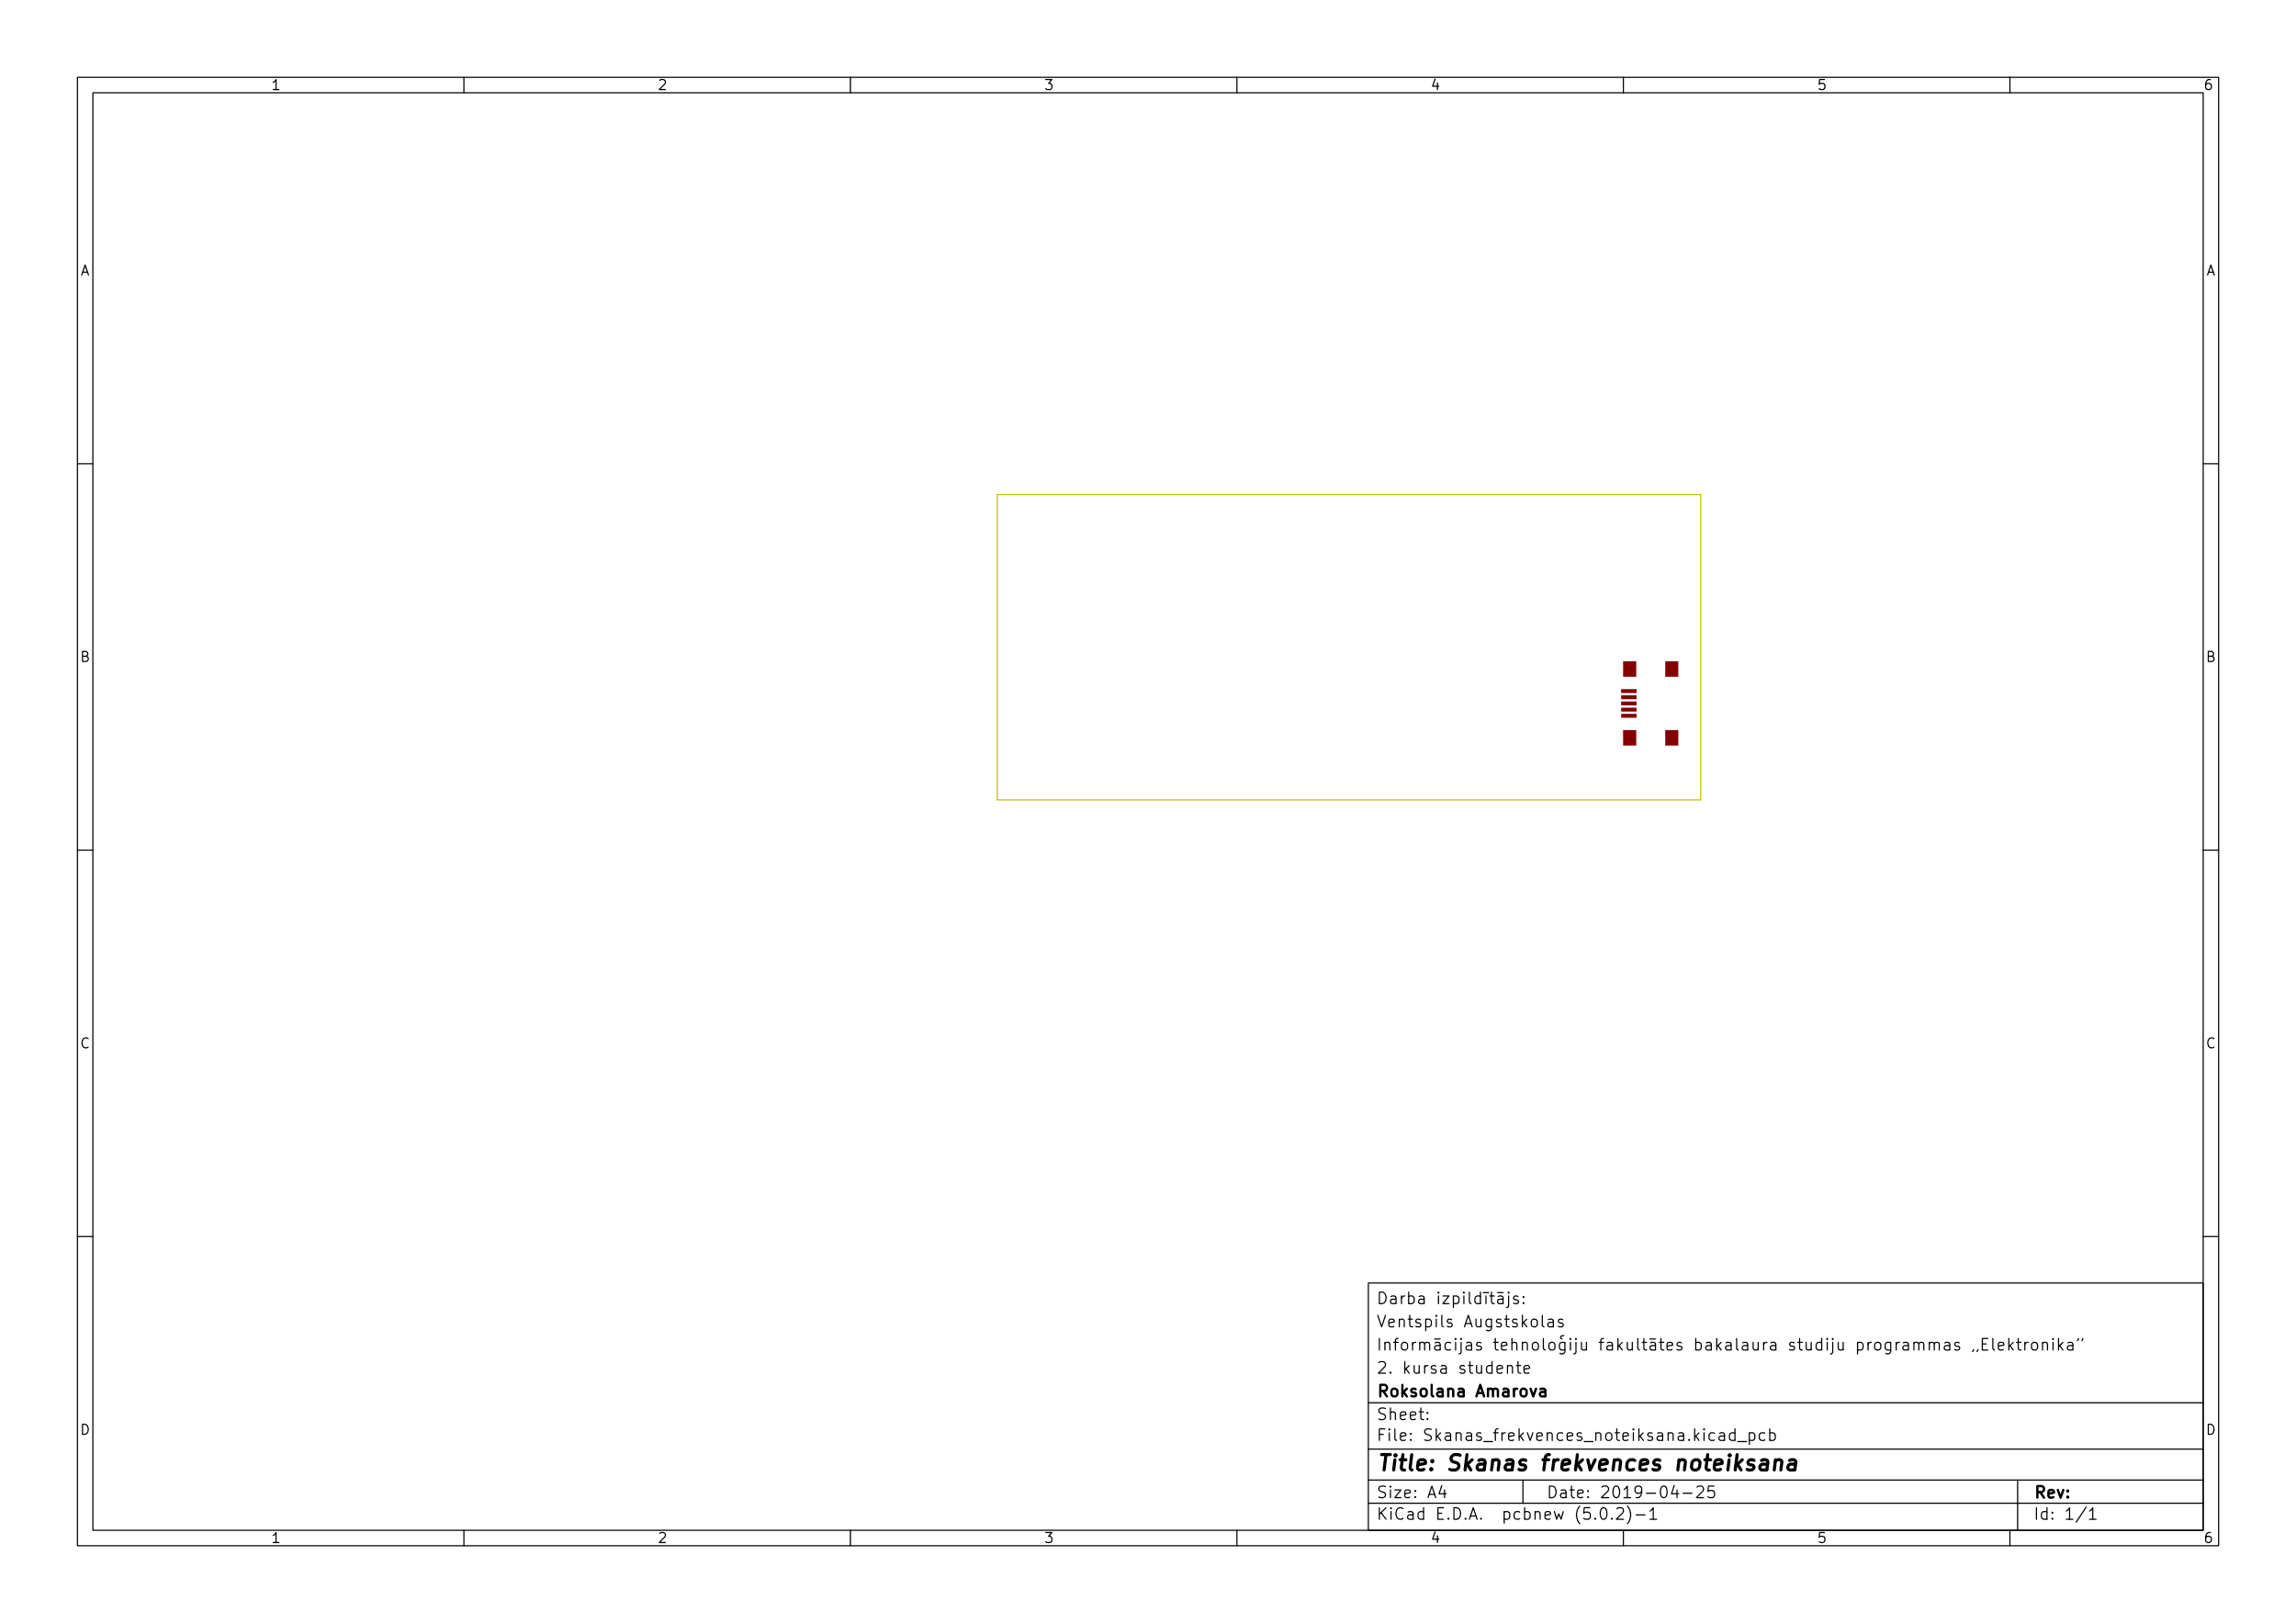 1 2 3 4 5 6
A A
B B
C C
D D
Darba izpildītājs:
Ventspils Augstskolas
Informācijas tehnoloģiju fakultātes bakalaura studiju programmas ,,Elektronika''
2. kursa studente
Roksolana Amarova
Sheet:
File: Skanas_frekvences_noteiksana.kicad_pcb
Title: Skanas frekvences noteiksana
Size: A4 Date: 2019-04-25 Rev:
KiCad E.D.A. pcbnew (5.0.2)-1 Id: 1/1
1 2 3 4 5 6